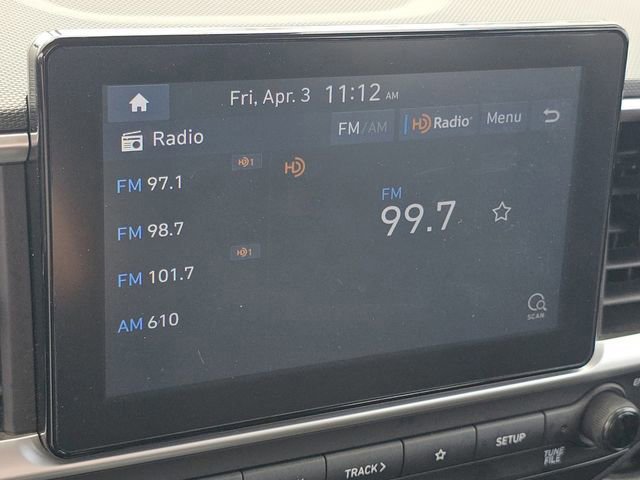 Fri, Apr. 3 11:12 AM
Radio
FM/AM
HD Radio
Menu
HD1
HD
FM 97.1
FM
99.7
FM 98.7
HD1
FM 101.7
AM 610
SCAN
TRACK >
SETUP
TUNE
FILE